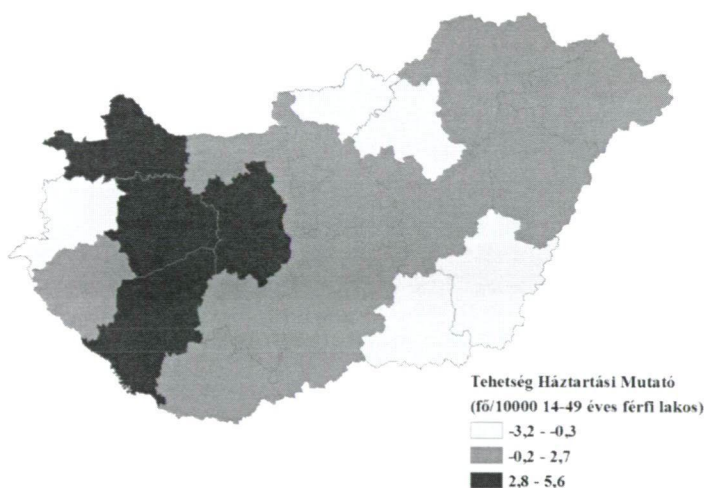 Tehetség Háztartási Mutató
(fő/10000 14-49 éves férfi lakos)
-3,2 - -0,3
-0,2 - 2,7
2,8 - 5,6